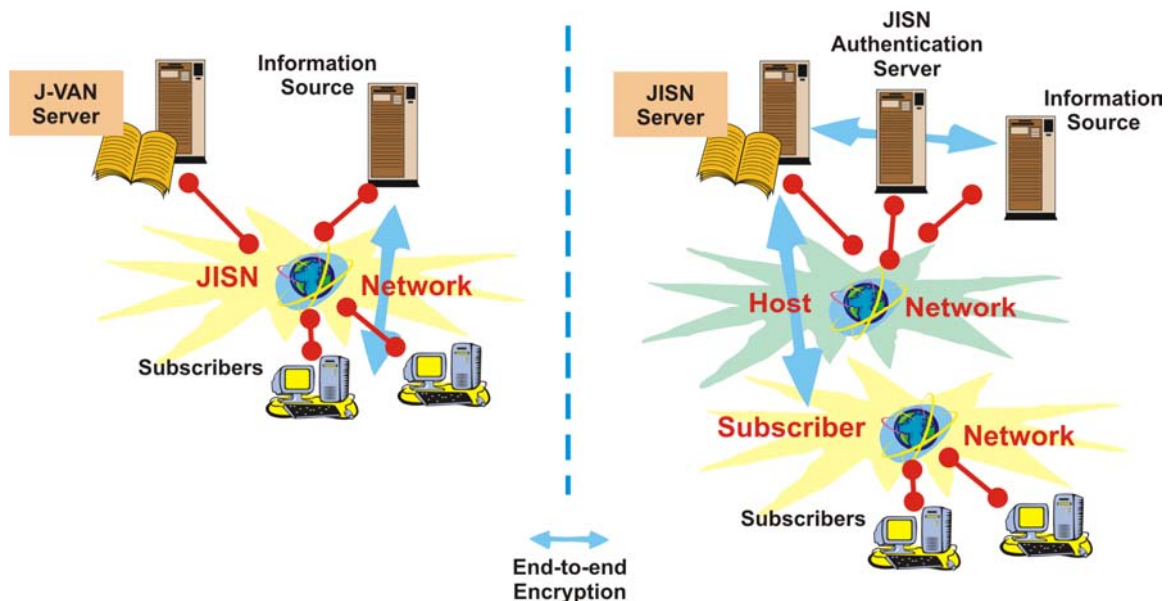 J-VAN
Server
Information
Source
JISN
Network
Subscribers
JISN
Authentication
Server
JISN
Server
Information
Source
Host
Network
Subscriber
Network
Subscribers
End-to-end
Encryption